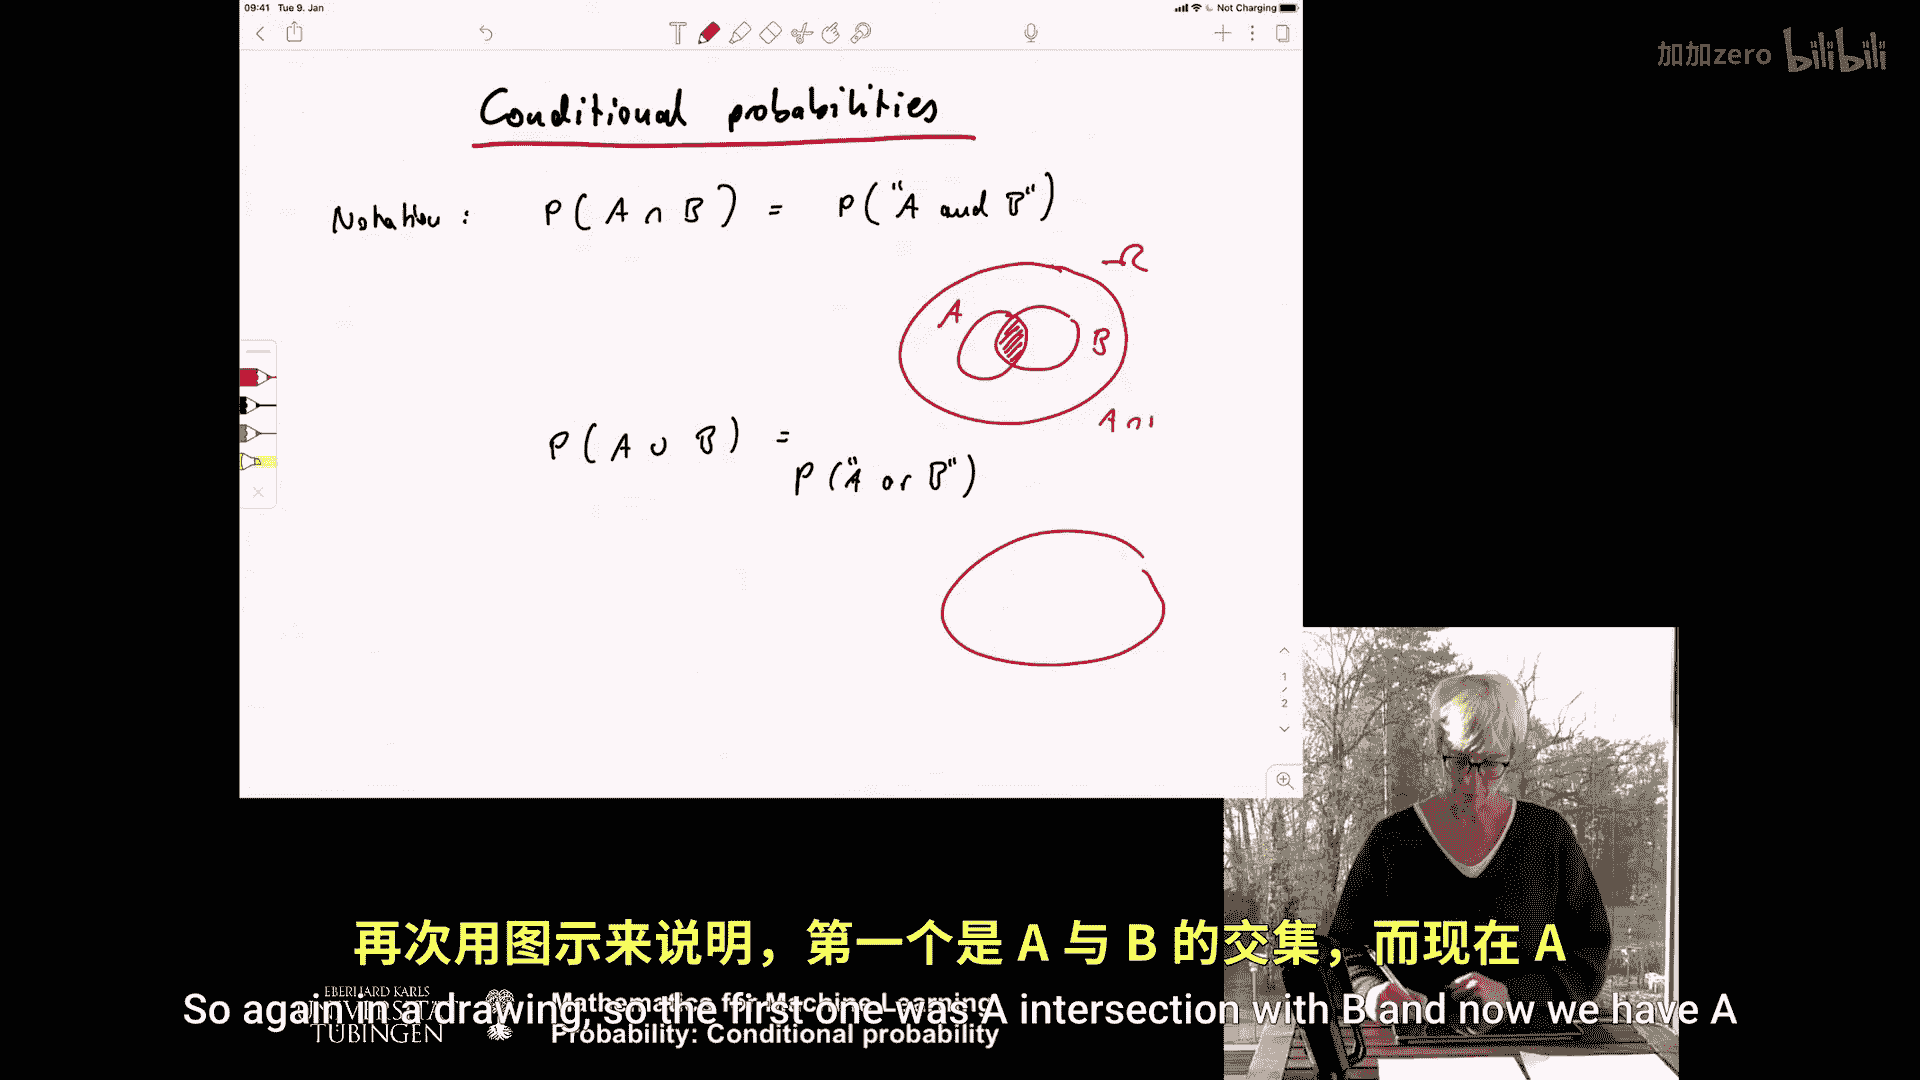 09:41 Tue 9. Jan
Not Charging
加加zero bilibili
T
Conditional probabilities
Notation : P ( A ∩ B ) = P ( "A and B" )
Ω
A
B
A ∩
P ( A ∪ B ) =
P ( "A or B" )
1
2
再次用图示来说明，第一个是 A 与 B 的交集，而现在 A
So again in a drawing, so the first one was A intersection with B and now we have A
EBERHARD KARLS
UNIVERSITÄT
TÜBINGEN
Mathematics for Machine Learning
Probability: Conditional probability